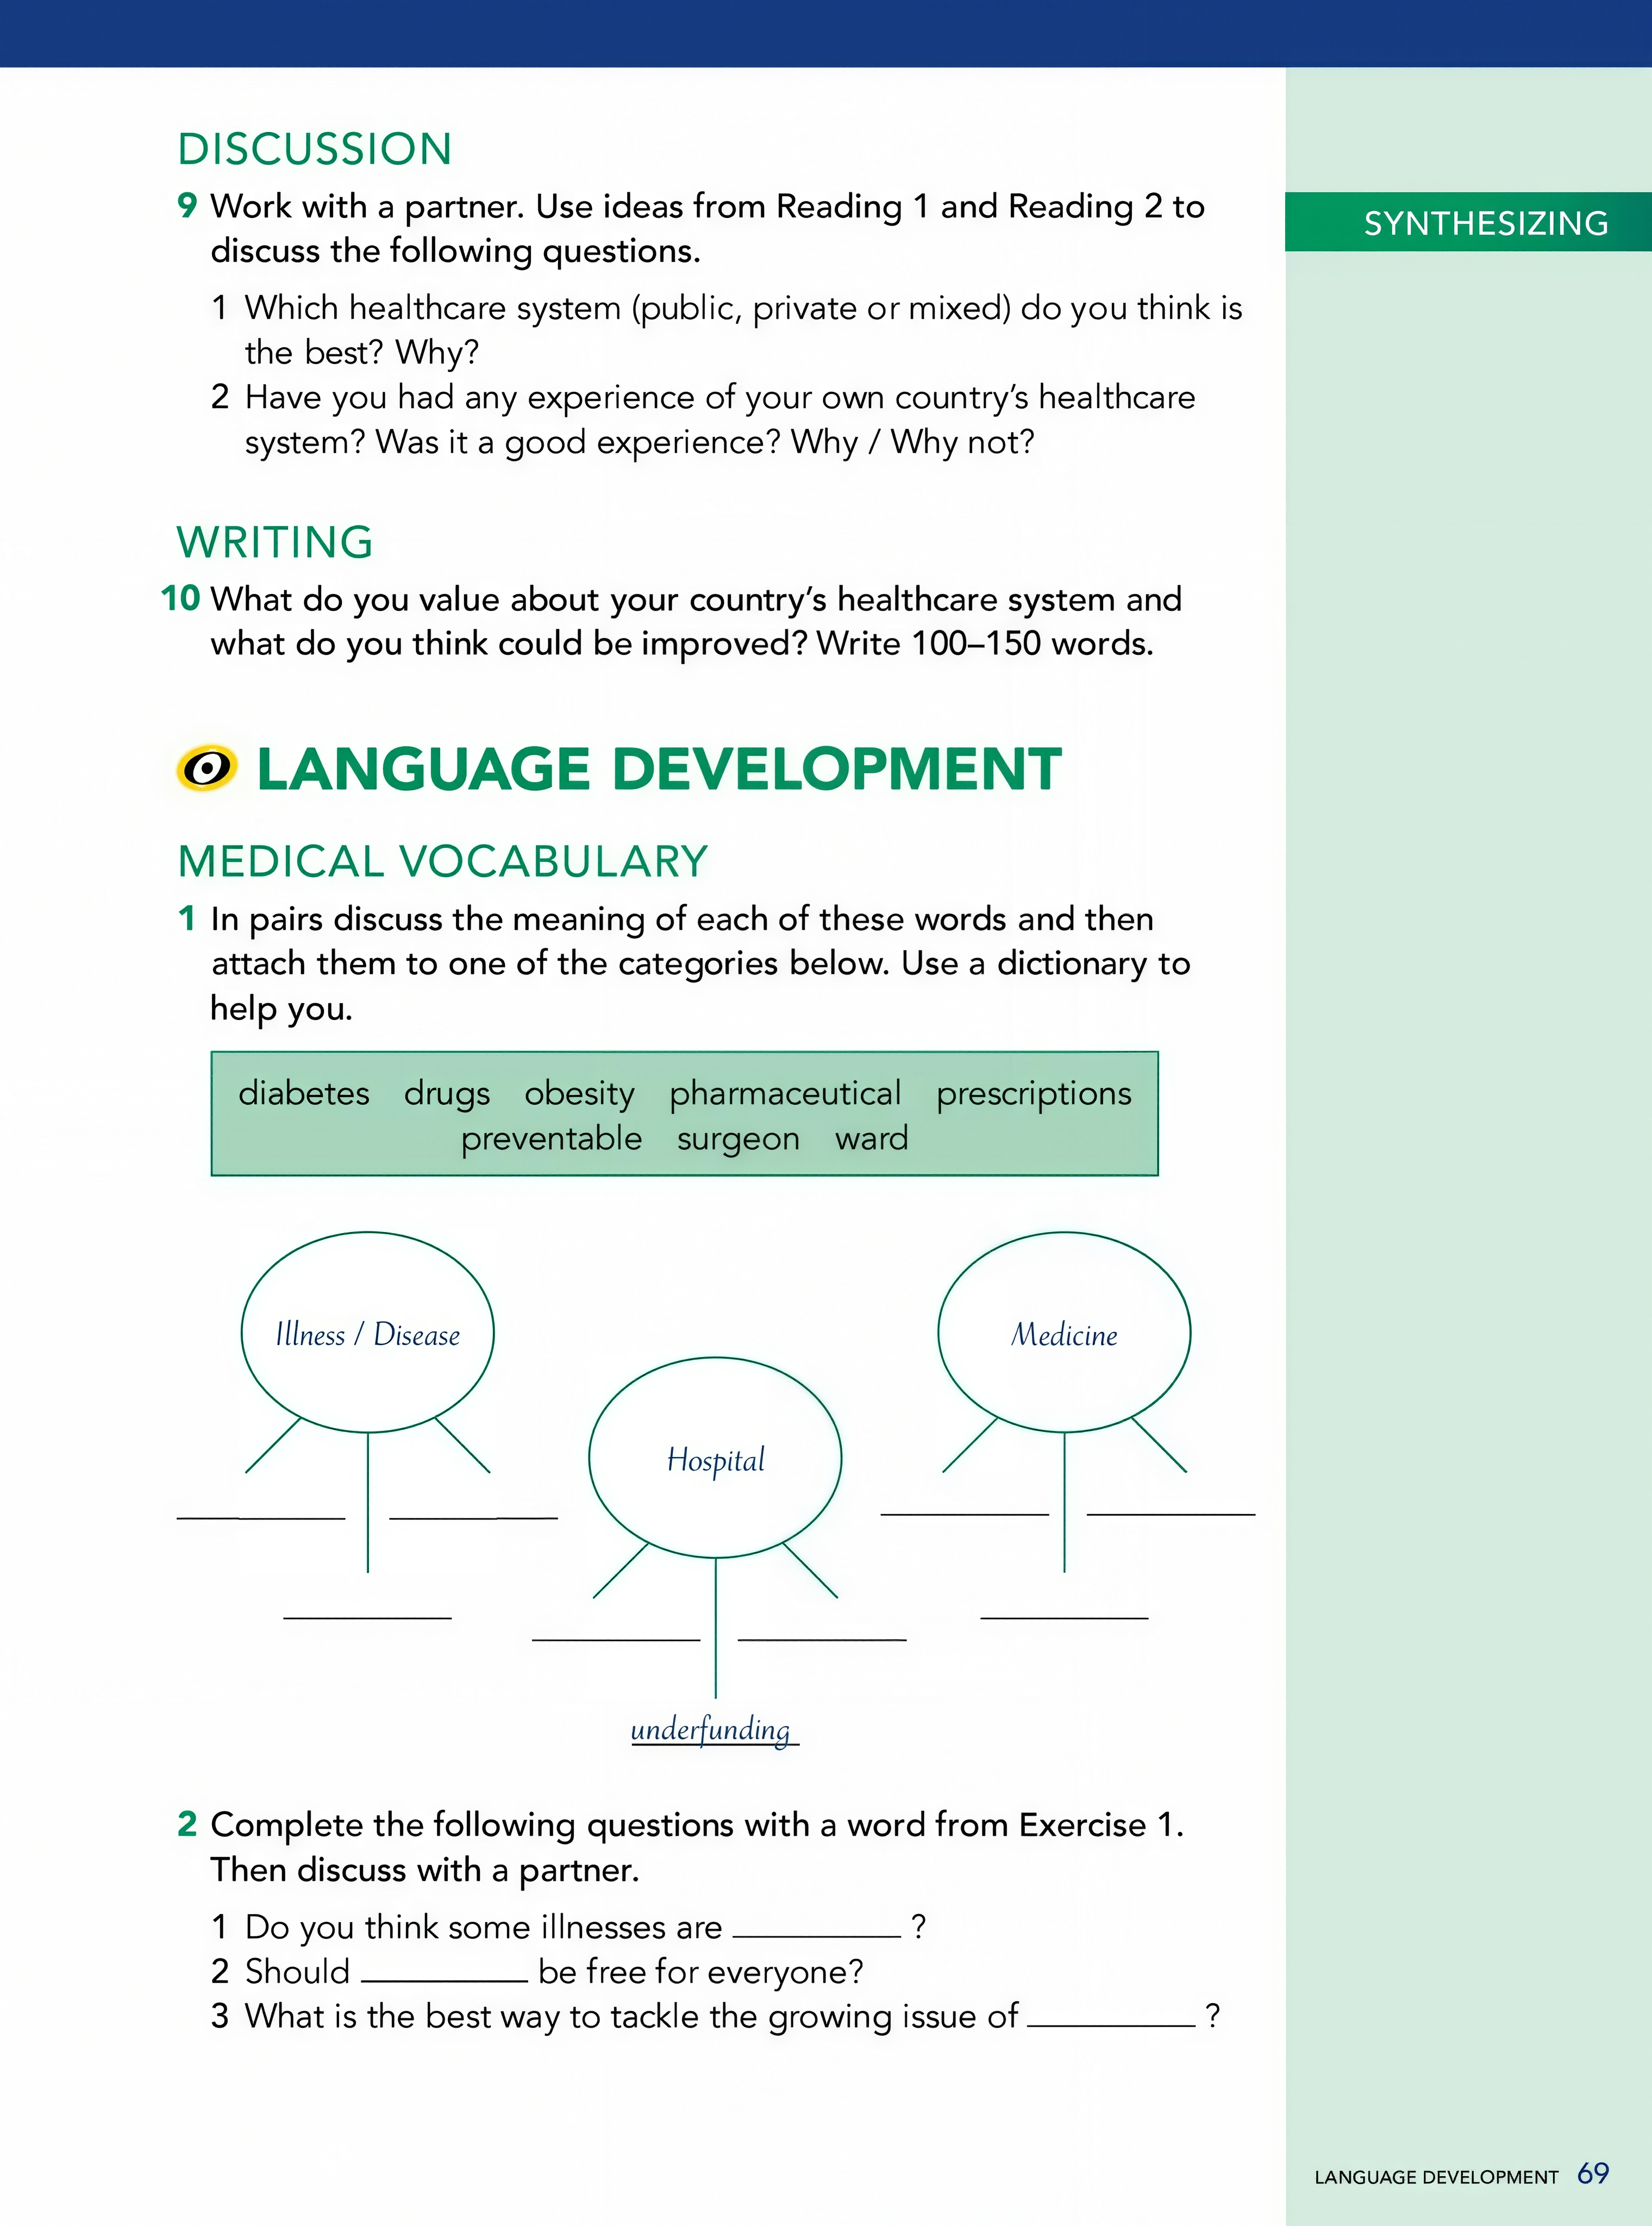 DISCUSSION
9 Work with a partner. Use ideas from Reading 1 and Reading 2 to
discuss the following questions.
1 Which healthcare system (public, private or mixed) do you think is
the best? Why?
2 Have you had any experience of your own country's healthcare
system? Was it a good experience? Why / Why not?
SYNTHESIZING
WRITING
10 What do you value about your country's healthcare system and
what do you think could be improved? Write 100–150 words.
LANGUAGE DEVELOPMENT
MEDICAL VOCABULARY
1 In pairs discuss the meaning of each of these words and then
attach them to one of the categories below. Use a dictionary to
help you.
diabetes drugs obesity pharmaceutical prescriptions
preventable surgeon ward
Illness / Disease
Medicine
Hospital
underfunding
2 Complete the following questions with a word from Exercise 1.
Then discuss with a partner.
1 Do you think some illnesses are __________ ?
2 Should __________ be free for everyone?
3 What is the best way to tackle the growing issue of __________ ?
LANGUAGE DEVELOPMENT 69